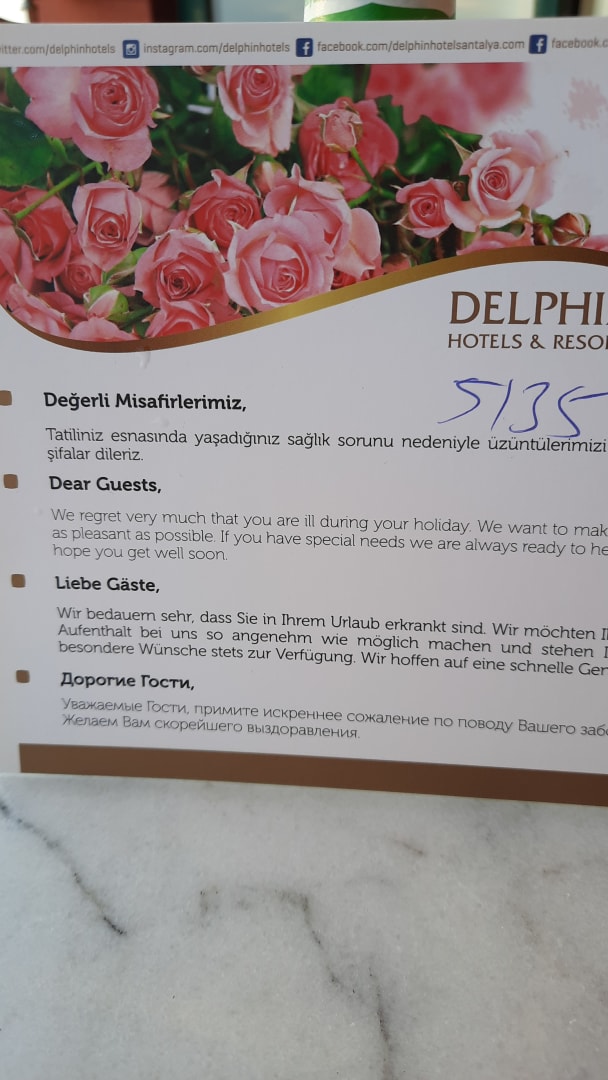 itter.com/delphinhotels instagram.com/delphinhotels facebook.com/delphinhotelsantalya.com facebook.c
DELPHI
HOTELS & RESO
5135
Değerli Misafirlerimiz,
Tatiliniz esnasında yaşadığınız sağlık sorunu nedeniyle üzüntülerimizi
şifalar dileriz.
Dear Guests,
We regret very much that you are ill during your holiday. We want to mak
as pleasant as possible. If you have special needs we are always ready to he
hope you get well soon.
Liebe Gäste,
Wir bedauern sehr, dass Sie in Ihrem Urlaub erkrankt sind. Wir möchten I
Aufenthalt bei uns so angenehm wie möglich machen und stehen I
besondere Wünsche stets zur Verfügung. Wir hoffen auf eine schnelle Gen
Дорогие Гости,
Уважаемые Гости, примите искреннее сожаление по поводу Вашего забо
Желаем Вам скорейшего выздоравления.